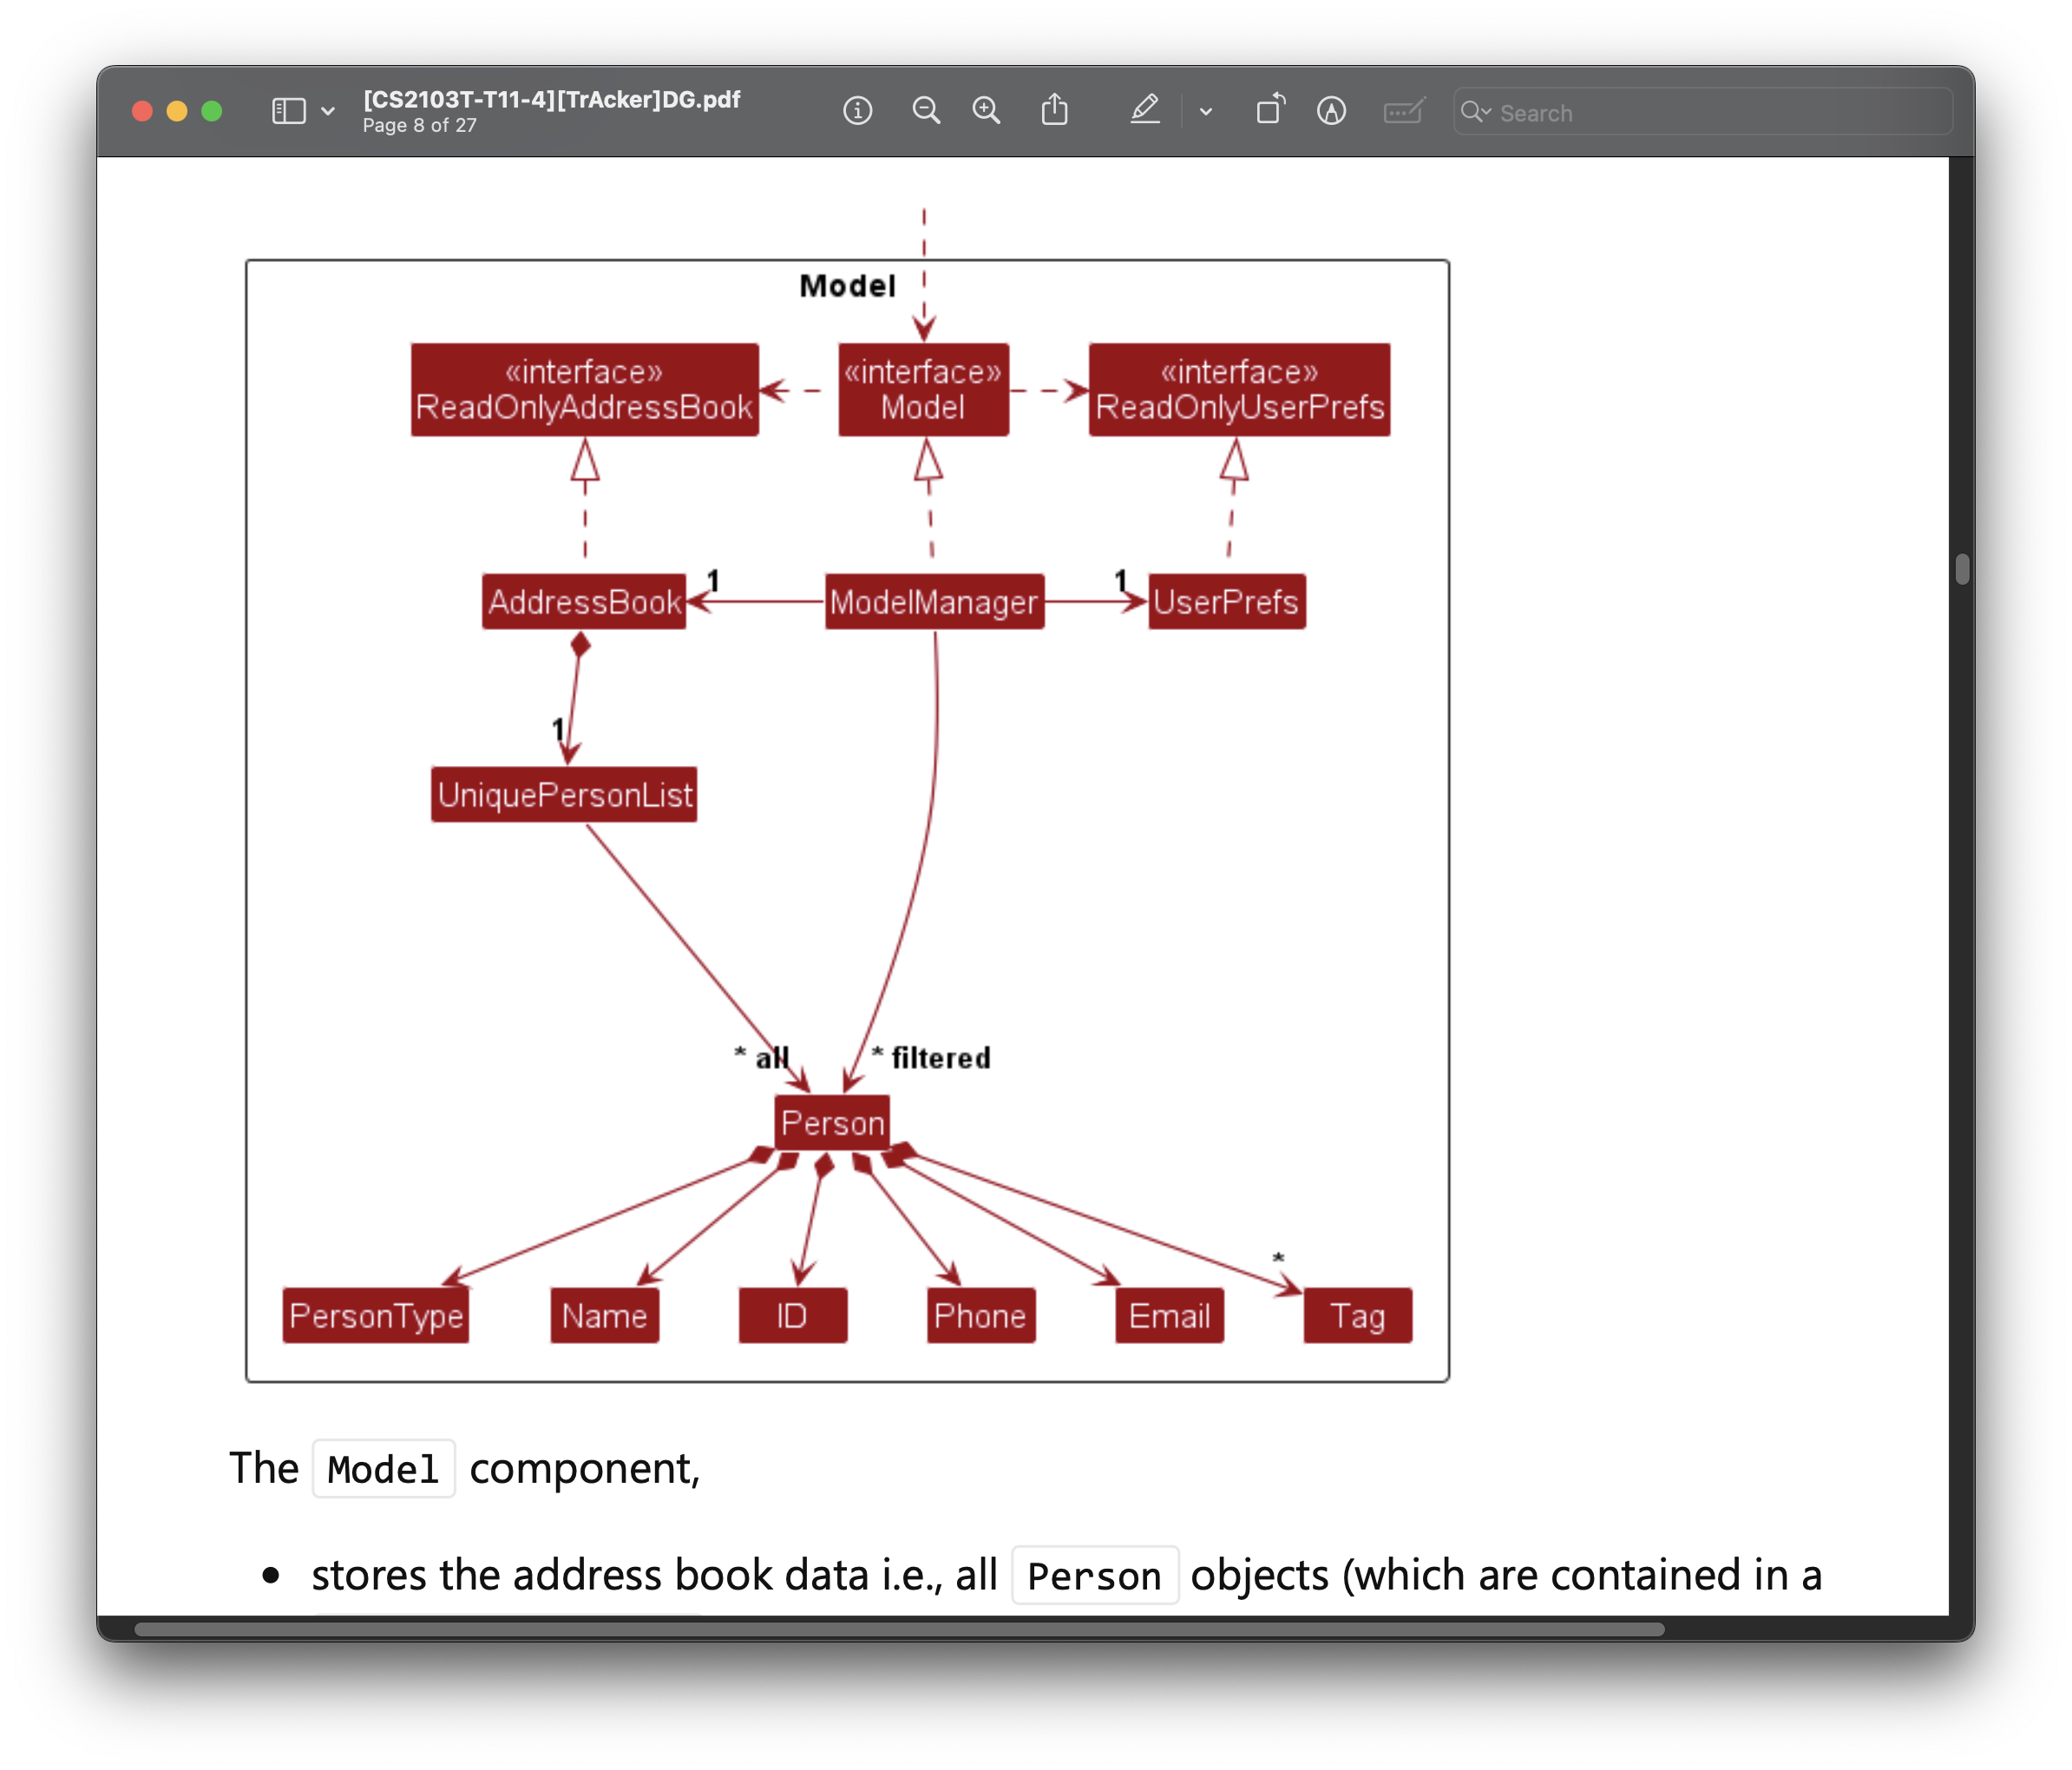 [CS2103T-T11-4][TrAcker]DG.pdf
Page 8 of 27
Search
Model
«interface»
ReadOnlyAddressBook
«interface»
Model
«interface»
ReadOnlyUserPrefs
AddressBook
1
ModelManager
1
UserPrefs
1
UniquePersonList
* all
* filtered
Person
*
PersonType
Name
ID
Phone
Email
Tag
The Model component,
• stores the address book data i.e., all Person objects (which are contained in a